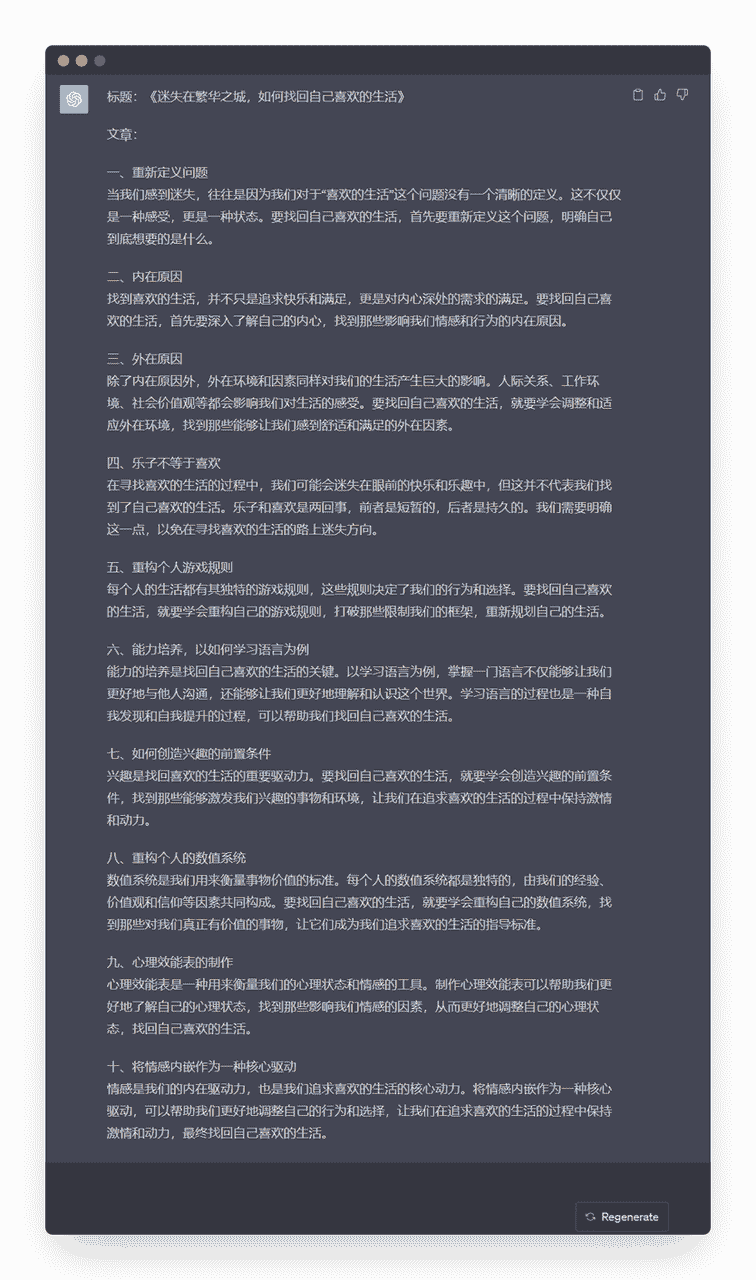 标题：《迷失在繁华之城，如何找回自己喜欢的生活》
文章：
一、重新定义问题
当我们感到迷失，往往是因为我们对于“喜欢的生活”这个问题没有一个清晰的定义。这不仅仅
是一种感受，更是一种状态。要找回自己喜欢的生活，首先要重新定义这个问题，明确自己
到底想要的是什么。
二、内在原因
找到喜欢的生活，并不只是追求快乐和满足，更是对内心深处的需求的满足。要找回自己喜
欢的生活，首先要深入了解自己的内心，找到那些影响我们情感和行为的内在原因。
三、外在原因
除了内在原因外，外在环境和因素同样对我们的生活产生巨大的影响。人际关系、工作环
境、社会价值观等都会影响我们对生活的感受。要找回自己喜欢的生活，就要学会调整和适
应外在环境，找到那些能够让我们感到舒适和满足的外在因素。
四、乐子不等于喜欢
在寻找喜欢的生活的过程中，我们可能会迷失在眼前的快乐和乐趣中，但这并不代表我们找
到了自己喜欢的生活。乐子和喜欢是两回事，前者是短暂的，后者是持久的。我们需要明确
这一点，以免在寻找喜欢的生活的路上迷失方向。
五、重构个人游戏规则
每个人的生活都有其独特的游戏规则，这些规则决定了我们的行为和选择。要找回自己喜欢
的生活，就要学会重构自己的游戏规则，打破那些限制我们的框架，重新规划自己的生活。
六、能力培养，以如何学习语言为例
能力的培养是找回自己喜欢的生活的关键。以学习语言为例，掌握一门语言不仅能够让我们
更好地与他人沟通，还能够让我们更好地理解和认识这个世界。学习语言的过程也是一种自
我发现和自我提升的过程，可以帮助我们找回自己喜欢的生活。
七、如何创造兴趣的前置条件
兴趣是找回喜欢的生活的重要驱动力。要找回自己喜欢的生活，就要学会创造兴趣的前置条
件，找到那些能够激发我们兴趣的事物和环境，让我们在追求喜欢的生活的过程中保持激情
和动力。
八、重构个人的数值系统
数值系统是我们用来衡量事物价值的标准。每个人的数值系统都是独特的，由我们的经验、
价值观和信仰等因素共同构成。要找回自己喜欢的生活，就要学会重构自己的数值系统，找
到那些对我们真正有价值的事物，让它们成为我们追求喜欢的生活的指导标准。
九、心理效能表的制作
心理效能表是一种用来衡量我们的心理状态和情感的工具。制作心理效能表可以帮助我们更
好地了解自己的心理状态，找到那些影响我们情感的因素，从而更好地调整自己的心理状
态，找回自己喜欢的生活。
十、将情感内嵌作为一种核心驱动
情感是我们的内在驱动力，也是我们追求喜欢的生活的核心动力。将情感内嵌作为一种核心
驱动，可以帮助我们更好地调整自己的行为和选择，让我们在追求喜欢的生活的过程中保持
激情和动力，最终找回自己喜欢的生活。
Regenerate